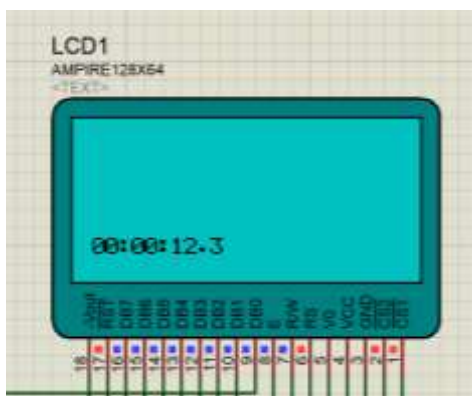 LCD1
AMPIRE128X64
<TEXT>
00:00:12.3
-Vout RST DB7 DB6 DB5 DB4 DB3 DB2 DB1 DB0 E R/W RS V0 VCC GND CS2 CS1
18 17 16 15 14 13 12 11 10 9 8 7 6 5 4 3 2 1